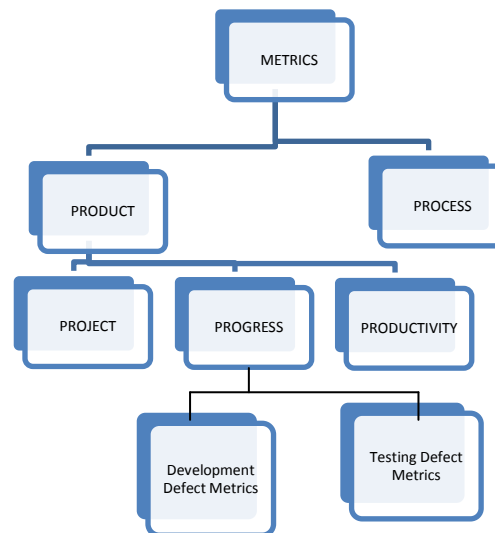 METRICS
PRODUCT
PROCESS
PROJECT
PROGRESS
PRODUCTIVITY
Development
Defect Metrics
Testing Defect
Metrics